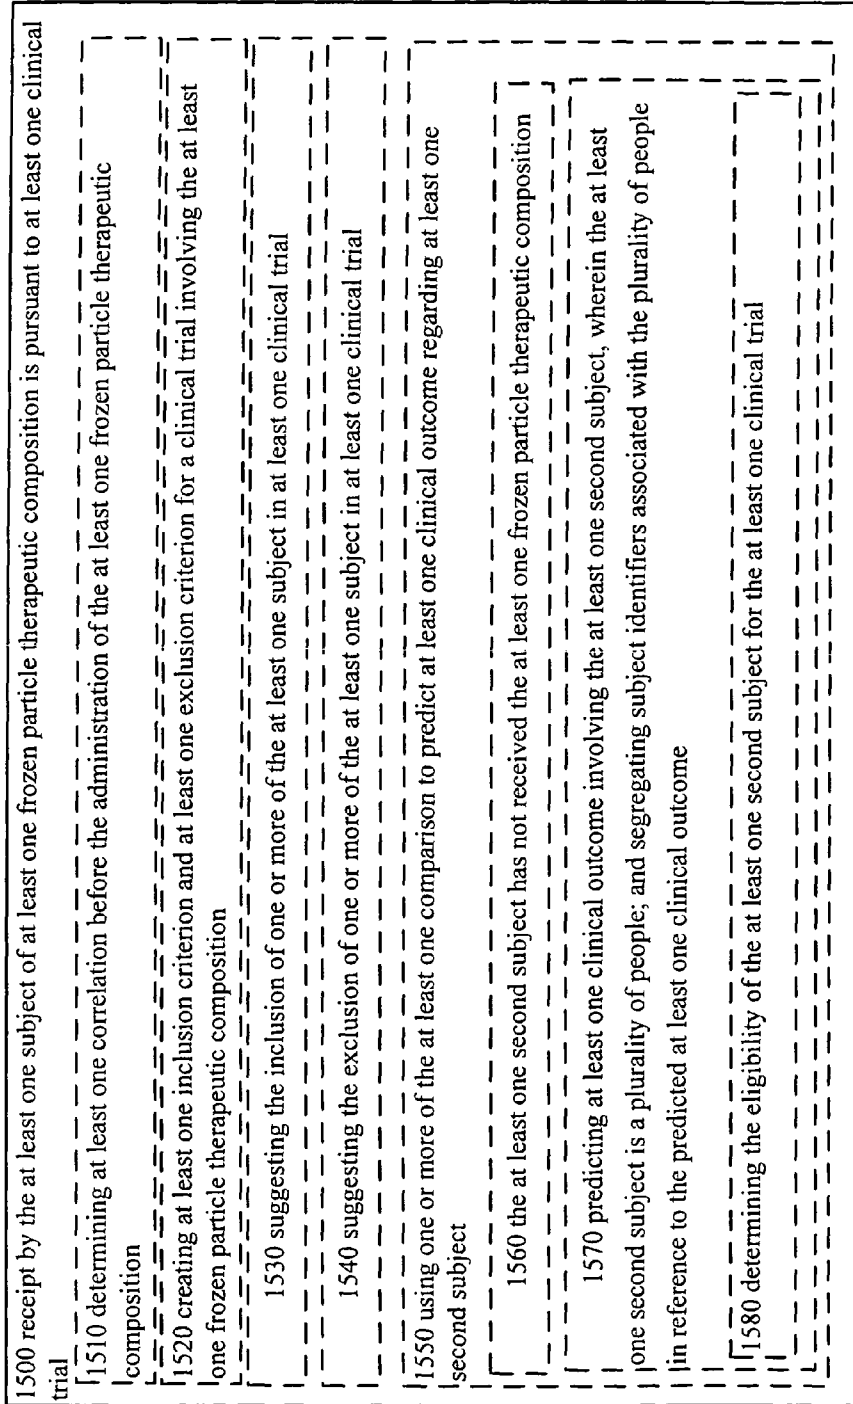 1500 receipt by the at least one subject of at least one frozen particle therapeutic composition is pursuant to at least one clinical
trial
1510 determining at least one correlation before the administration of the at least one frozen particle therapeutic
composition
1520 creating at least one inclusion criterion and at least one exclusion criterion for a clinical trial involving the at least
one frozen particle therapeutic composition
1530 suggesting the inclusion of one or more of the at least one subject in at least one clinical trial
1540 suggesting the exclusion of one or more of the at least one subject in at least one clinical trial
1550 using one or more of the at least one comparison to predict at least one clinical outcome regarding at least one
second subject
1560 the at least one second subject has not received the at least one frozen particle therapeutic composition
1570 predicting at least one clinical outcome involving the at least one second subject, wherein the at least
one second subject is a plurality of people; and segregating subject identifiers associated with the plurality of people
in reference to the predicted at least one clinical outcome
1580 determining the eligibility of the at least one second subject for the at least one clinical trial